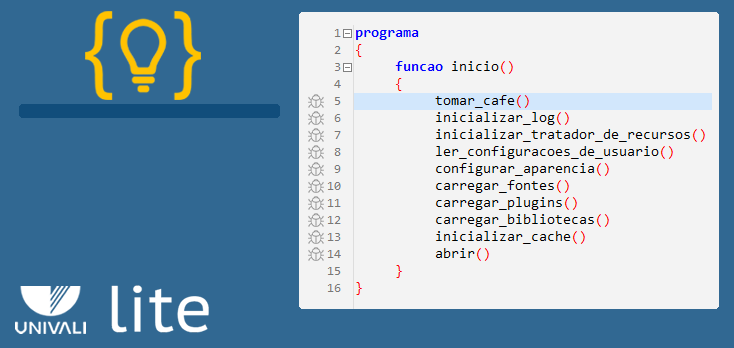 1 programa
2 {
3 funcao inicio()
4 {
5 tomar_cafe()
6 inicializar_log()
7 inicializar_tratador_de_recursos()
8 ler_configuracoes_de_usuario()
9 configurar_aparencia()
10 carregar_fontes()
11 carregar_plugins()
12 carregar_bibliotecas()
13 inicializar_cache()
14 abrir()
15 }
16 }
UNIVALI lite